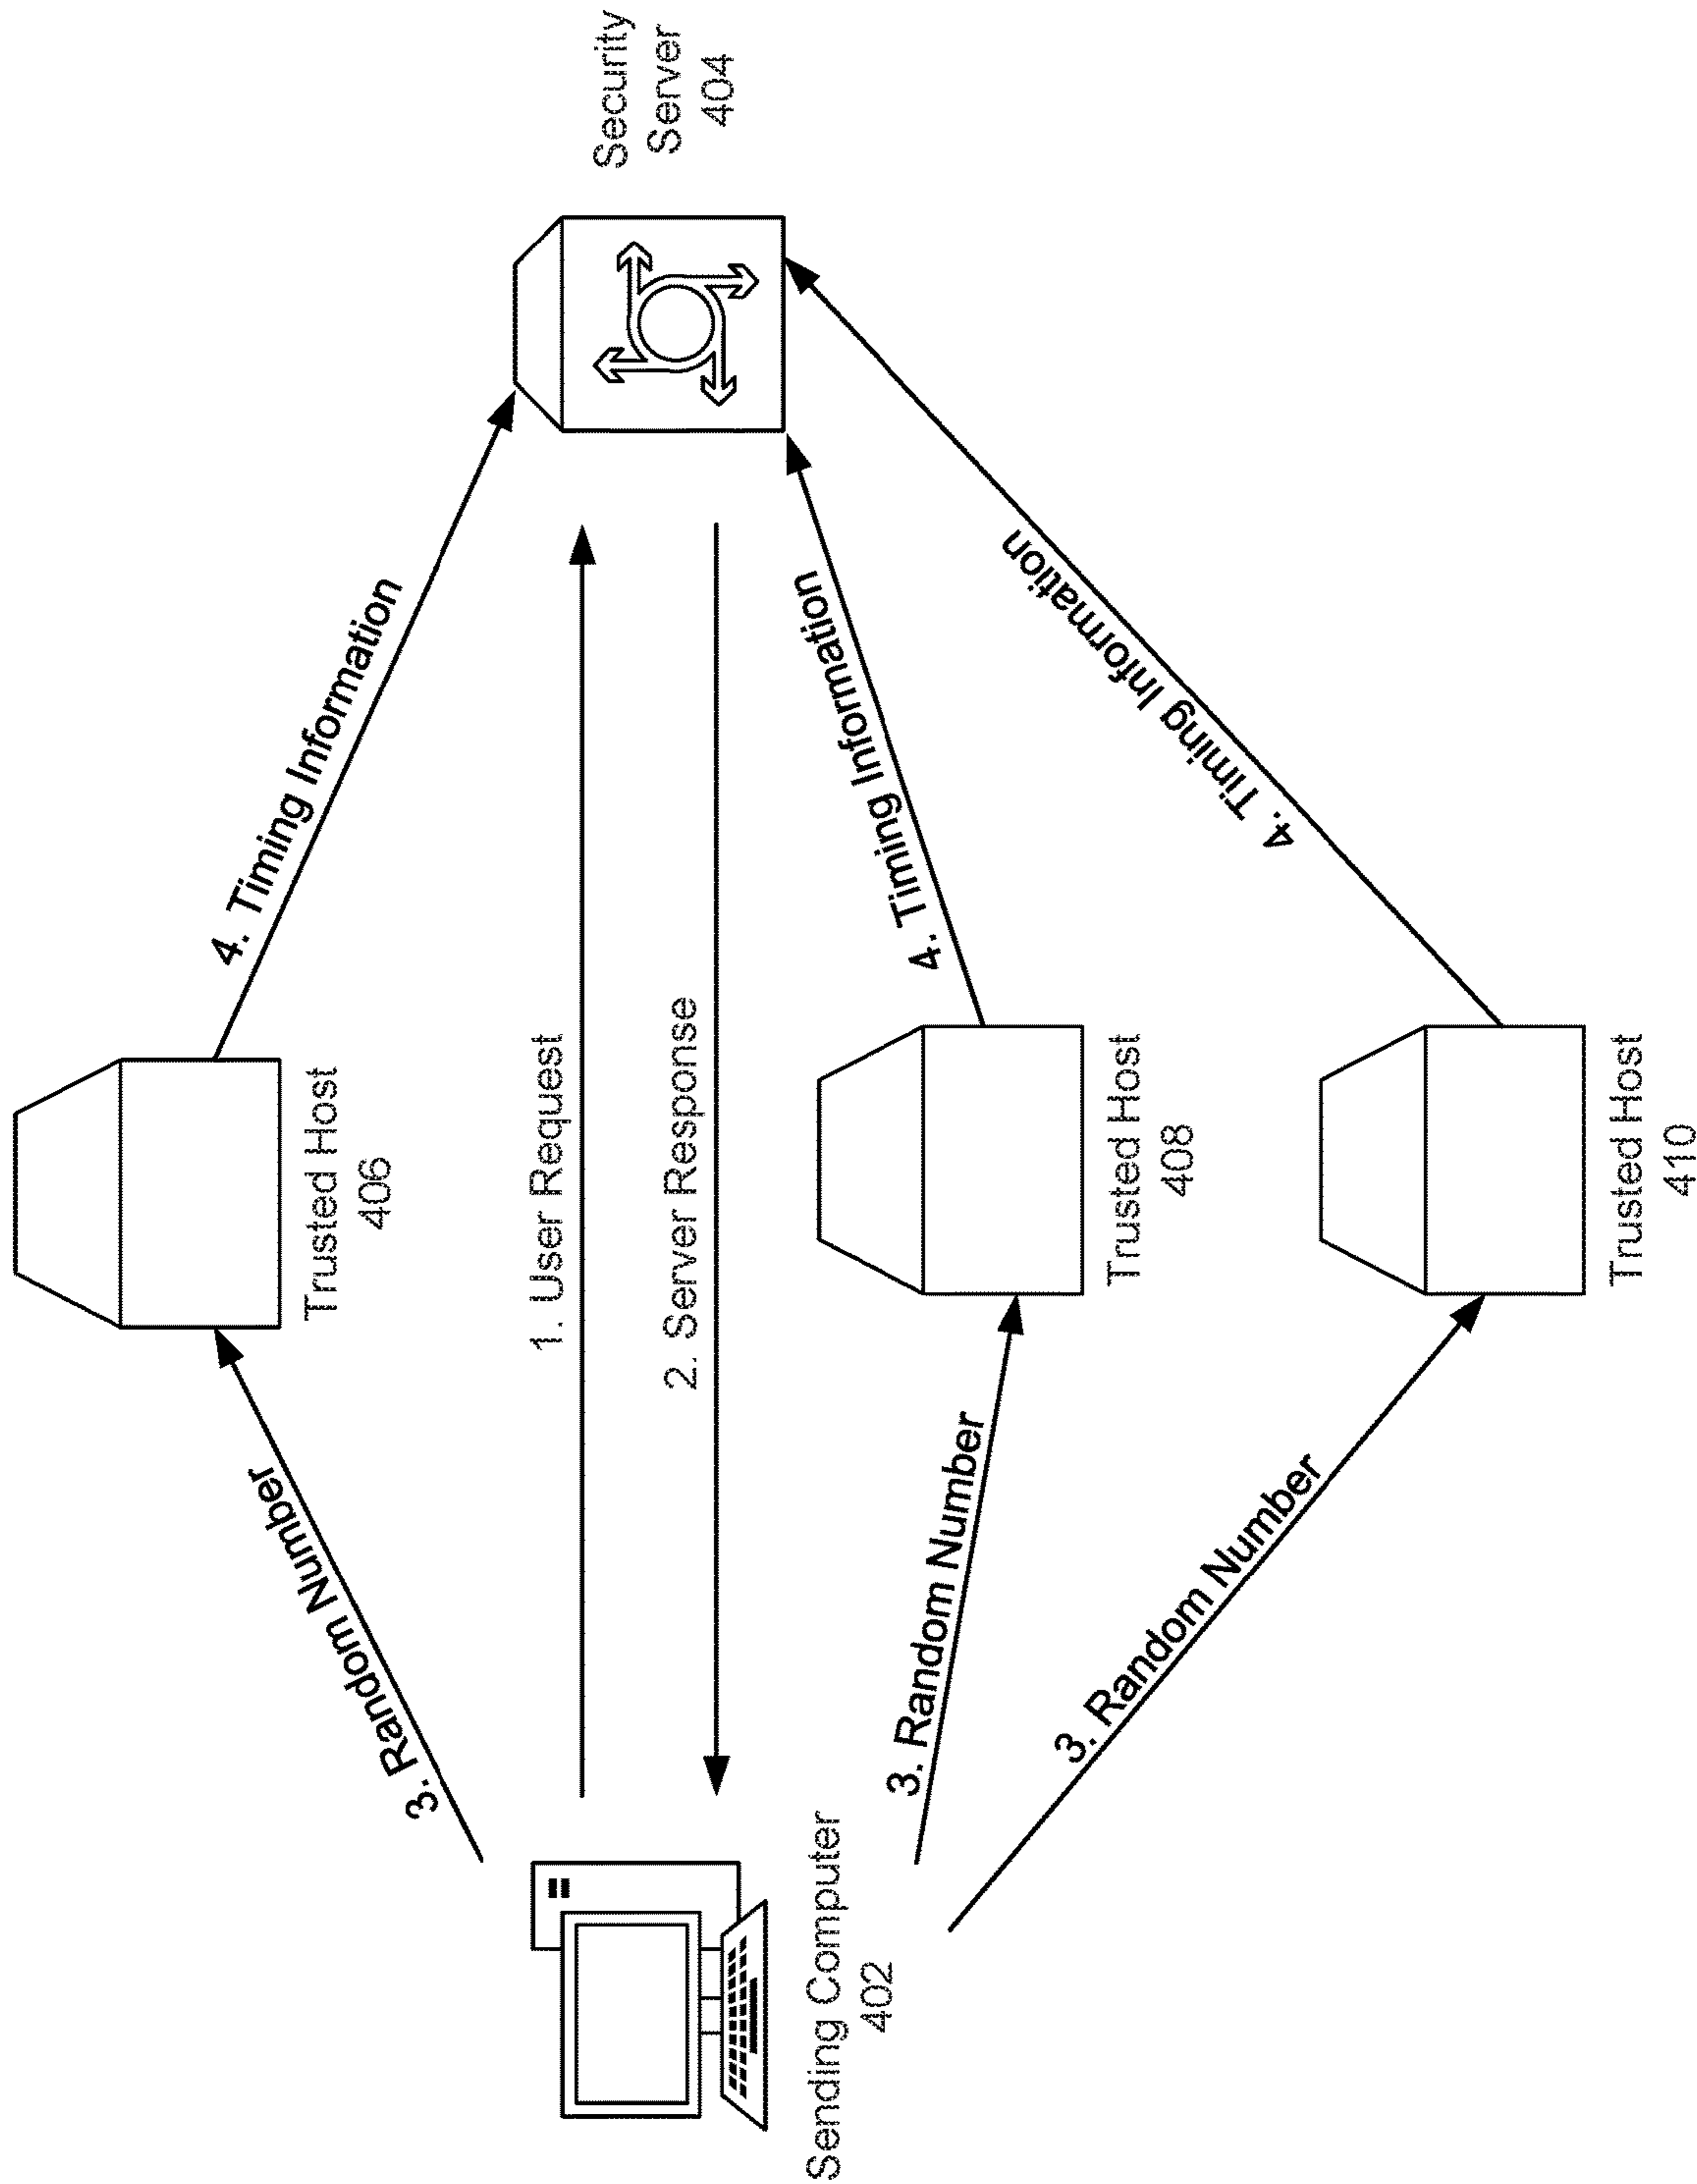 Trusted Host
406
3. Random Number
4. Timing Information
1. User Request
Security
Server
404
2. Server Response
Sending Computer
402
3. Random Number
4. Timing Information
Trusted Host
408
3. Random Number
4. Timing Information
Trusted Host
410